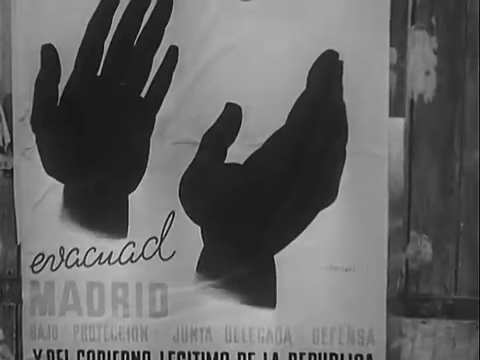 evacuad
MADRID
BAJO PROTECCION JUNTA DELEGADA DEFENSA
Y DEL GOBIERNO LEGITIMO DE LA REPUBLICA